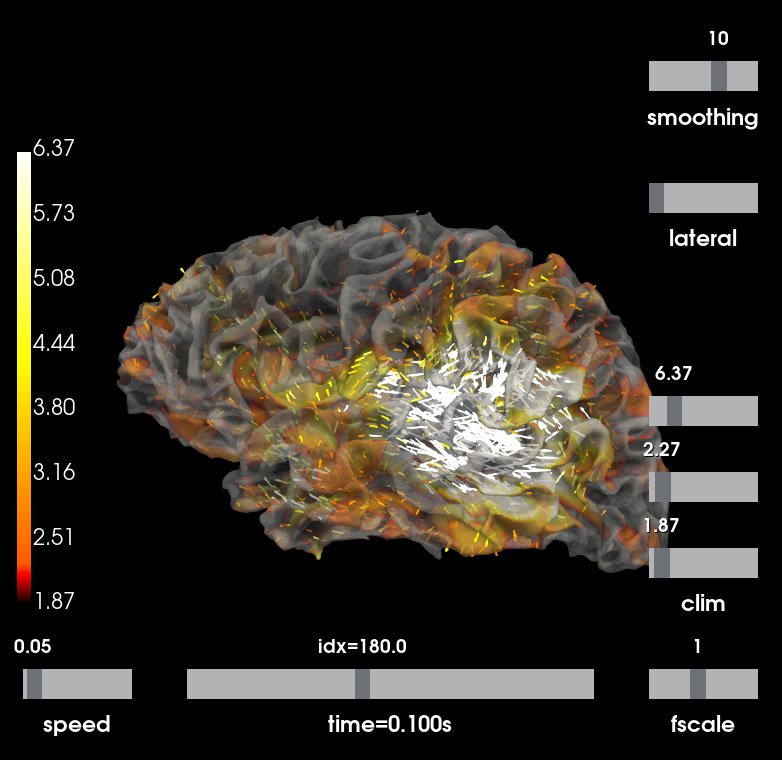 10
smoothing
lateral
6.37
5.73
5.08
4.44
3.80
3.16
2.51
1.87
6.37
2.27
1.87
clim
0.05
speed
idx=180.0
time=0.100s
1
fscale